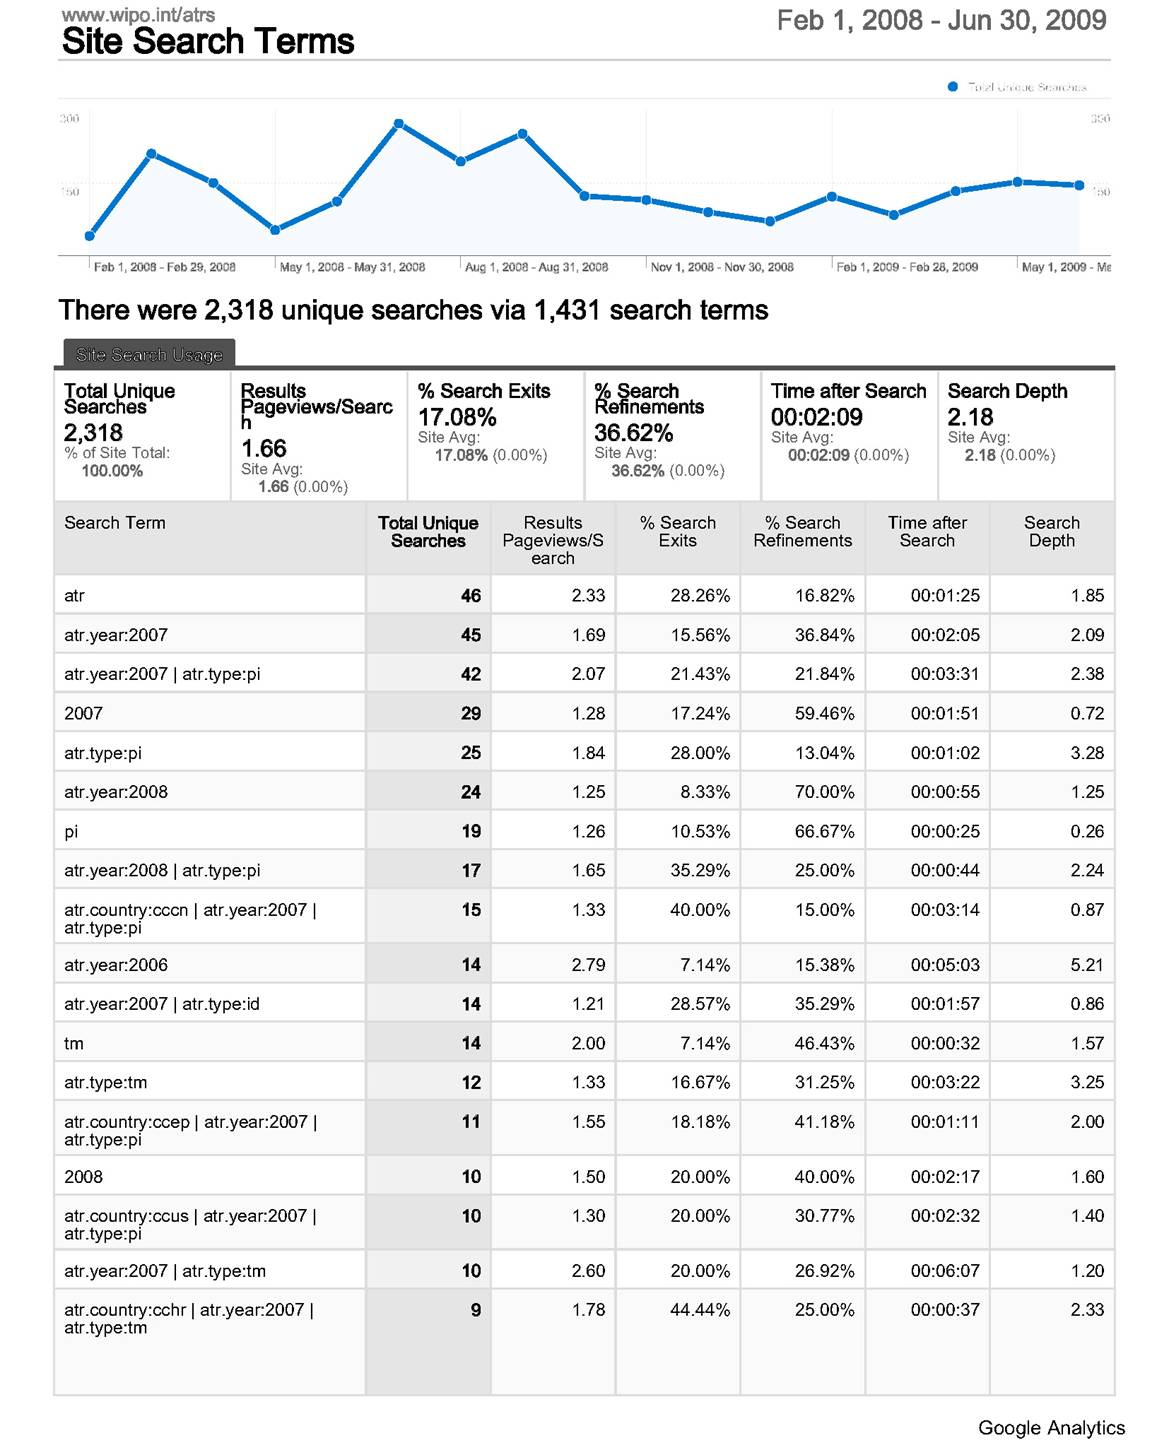 www.wipo.int/atrs
Site Search Terms
Feb 1, 2008 - Jun 30, 2009
Total Unique Searches
300
300
150
150
Feb 1, 2008 - Feb 29, 2008
May 1, 2008 - May 31, 2008
Aug 1, 2008 - Aug 31, 2008
Nov 1, 2008 - Nov 30, 2008
Feb 1, 2009 - Feb 28, 2009
May 1, 2009 - Ma
There were 2,318 unique searches via 1,431 search terms
Site Search Usage
Total Unique
Searches
2,318
% of Site Total:
100.00%
Results
Pageviews/Searc
h
1.66
Site Avg:
1.66 (0.00%)
% Search Exits
17.08%
Site Avg:
17.08% (0.00%)
% Search
Refinements
36.62%
Site Avg:
36.62% (0.00%)
Time after Search
00:02:09
Site Avg:
00:02:09 (0.00%)
Search Depth
2.18
Site Avg:
2.18 (0.00%)
Search Term
Total Unique
Searches
Results
Pageviews/S
earch
% Search
Exits
% Search
Refinements
Time after
Search
Search
Depth
atr 46 2.33 28.26% 16.82% 00:01:25 1.85
atr.year:2007 45 1.69 15.56% 36.84% 00:02:05 2.09
atr.year:2007 | atr.type:pi 42 2.07 21.43% 21.84% 00:03:31 2.38
2007 29 1.28 17.24% 59.46% 00:01:51 0.72
atr.type:pi 25 1.84 28.00% 13.04% 00:01:02 3.28
atr.year:2008 24 1.25 8.33% 70.00% 00:00:55 1.25
pi 19 1.26 10.53% 66.67% 00:00:25 0.26
atr.year:2008 | atr.type:pi 17 1.65 35.29% 25.00% 00:00:44 2.24
atr.country:cccn | atr.year:2007 | 15 1.33 40.00% 15.00% 00:03:14 0.87
atr.type:pi
atr.year:2006 14 2.79 7.14% 15.38% 00:05:03 5.21
atr.year:2007 | atr.type:id 14 1.21 28.57% 35.29% 00:01:57 0.86
tm 14 2.00 7.14% 46.43% 00:00:32 1.57
atr.type:tm 12 1.33 16.67% 31.25% 00:03:22 3.25
atr.country:ccep | atr.year:2007 | 11 1.55 18.18% 41.18% 00:01:11 2.00
atr.type:pi
2008 10 1.50 20.00% 40.00% 00:02:17 1.60
atr.country:ccus | atr.year:2007 | 10 1.30 20.00% 30.77% 00:02:32 1.40
atr.type:pi
atr.year:2007 | atr.type:tm 10 2.60 20.00% 26.92% 00:06:07 1.20
atr.country:cchr | atr.year:2007 | 9 1.78 44.44% 25.00% 00:00:37 2.33
atr.type:tm
Google Analytics